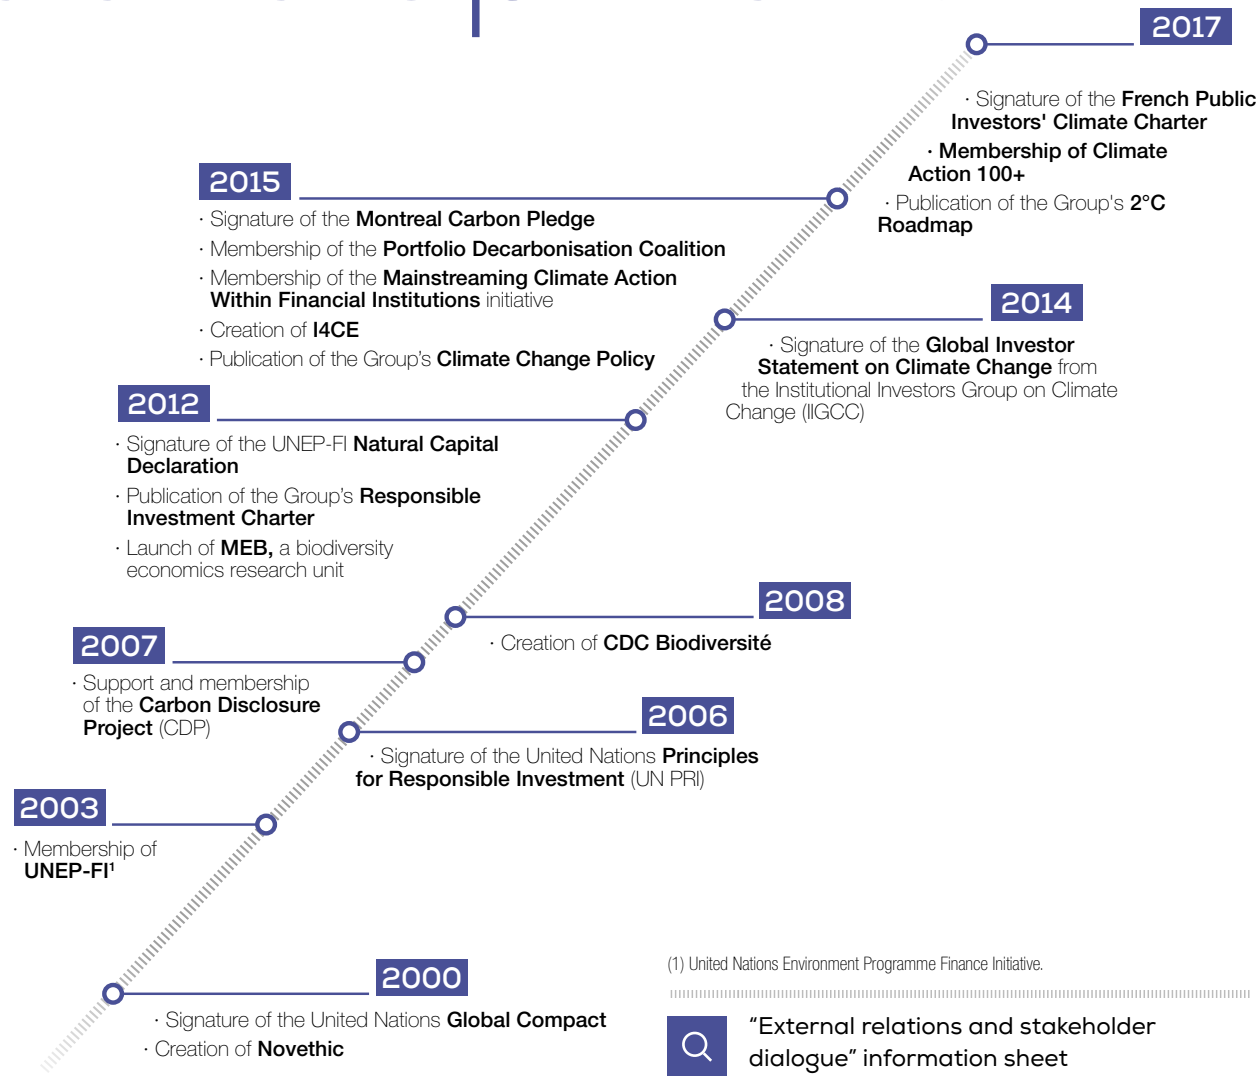 2017
· Signature of the French Public
Investors' Climate Charter
· Membership of Climate
Action 100+
· Publication of the Group's 2°C
Roadmap
2015
· Signature of the Montreal Carbon Pledge
· Membership of the Portfolio Decarbonisation Coalition
· Membership of the Mainstreaming Climate Action
Within Financial Institutions initiative
· Creation of I4CE
· Publication of the Group’s Climate Change Policy
2014
· Signature of the Global Investor
Statement on Climate Change from
the Institutional Investors Group on Climate
Change (IIGCC)
2012
· Signature of the UNEP-FI Natural Capital
Declaration
· Publication of the Group’s Responsible
Investment Charter
· Launch of MEB, a biodiversity
economics research unit
2008
· Creation of CDC Biodiversité
2007
· Support and membership
of the Carbon Disclosure
Project (CDP)
2006
· Signature of the United Nations Principles
for Responsible Investment (UN PRI)
2003
· Membership of
UNEP-FI¹
2000
· Signature of the United Nations Global Compact
· Creation of Novethic
(1) United Nations Environment Programme Finance Initiative.
“External relations and stakeholder
dialogue” information sheet